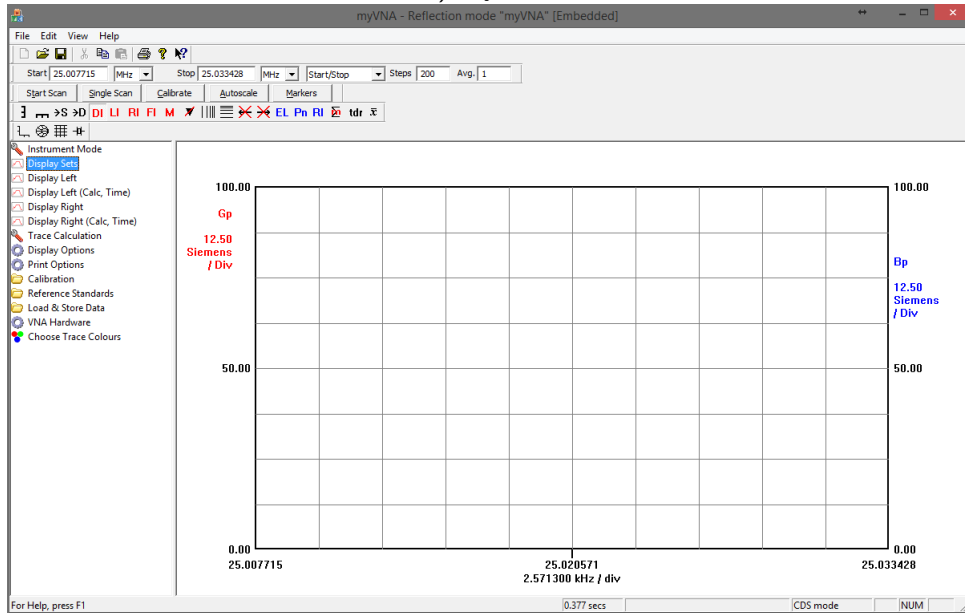 myVNA - Reflection mode "myVNA" [Embedded]
File Edit View Help
Start 25.007715 MHz Stop 25.033428 MHz Start/Stop Steps 200 Avg. 1
Start Scan Single Scan Calibrate Autoscale Markers
→S →D DI LI RI FI M EL Pn RI tdr x
Instrument Mode
Display Sets
Display Left
Display Left (Calc, Time)
Display Right
Display Right (Calc, Time)
Trace Calculation
Display Options
Print Options
Calibration
Reference Standards
Load & Store Data
VNA Hardware
Choose Trace Colours
100.00 100.00
Gp
12.50
Siemens
/ Div
Bp
12.50
Siemens
/ Div
50.00 50.00
0.00 0.00
25.007715 25.020571 25.033428
2.571300 kHz / div
For Help, press F1 0.377 secs CDS mode NUM